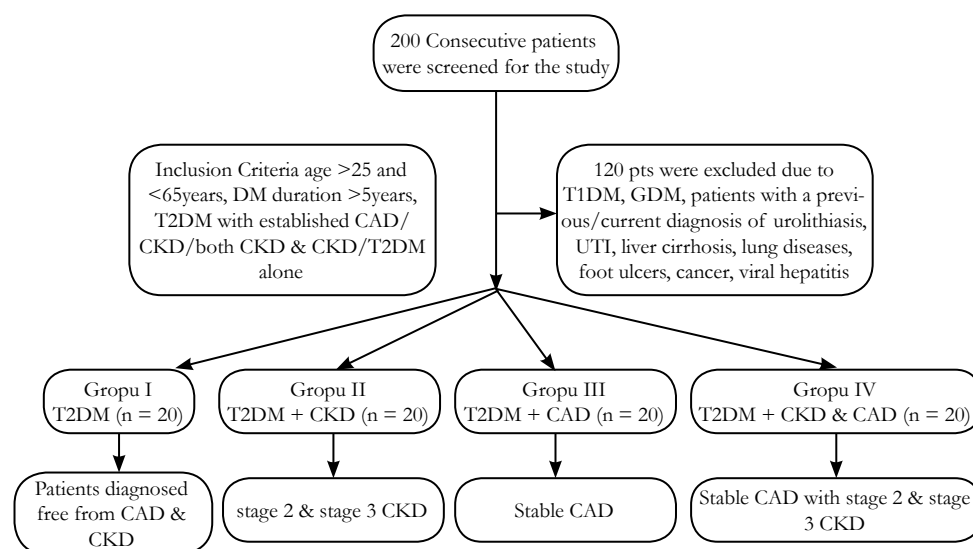 200 Consecutive patients
were screened for the study
Inclusion Criteria age >25 and
<65years, DM duration >5years,
T2DM with established CAD/
CKD/both CKD & CKD/T2DM
alone
120 pts were excluded due to
T1DM, GDM, patients with a pre-
vious/current diagnosis of urolithiasis,
UTI, liver cirrhosis, lung diseases,
foot ulcers, cancer, viral hepatitis
Gropu I
T2DM (n = 20)
Gropu II
T2DM + CKD (n = 20)
Gropu III
T2DM + CAD (n = 20)
Gropu IV
T2DM + CKD & CAD (n = 20)
Patients diagnosed
free from CAD &
CKD
stage 2 & stage 3 CKD
Stable CAD
Stable CAD with stage 2 & stage
3 CKD